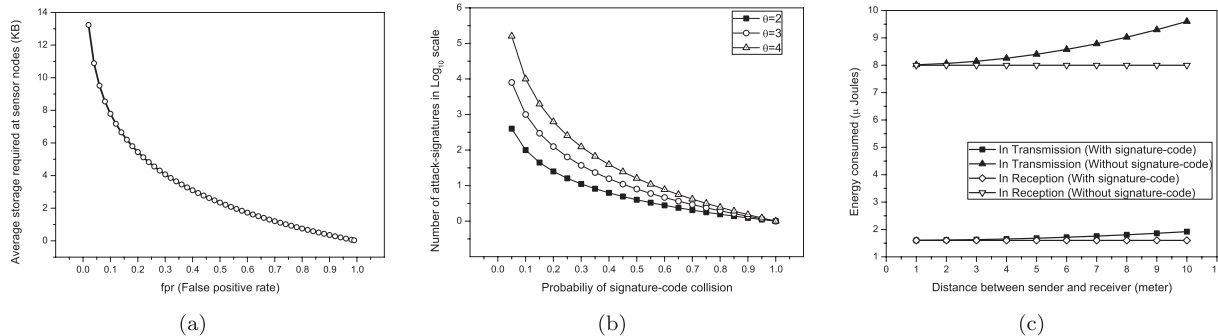 Average storage required at sensor nodes (KB)
14
12
10
8
6
4
2
0
0.0 0.1 0.2 0.3 0.4 0.5 0.6 0.7 0.8 0.9 1.0
fpr (False positive rate)
(a)
Number of attack-signatures in Log10 scale
6
5
4
3
2
1
0
θ=2
θ=3
θ=4
0.0 0.1 0.2 0.3 0.4 0.5 0.6 0.7 0.8 0.9 1.0
Probabiliy of signature-code collision
(b)
Energy consumed (μ Joules)
10
9
8
7
6
5
4
3
2
1
In Transmission (With signature-code)
In Transmission (Without signature-code)
In Reception (With signature-code)
In Reception (Without signature-code)
0 1 2 3 4 5 6 7 8 9 10 1
Distance between sender and receiver (meter)
(c)